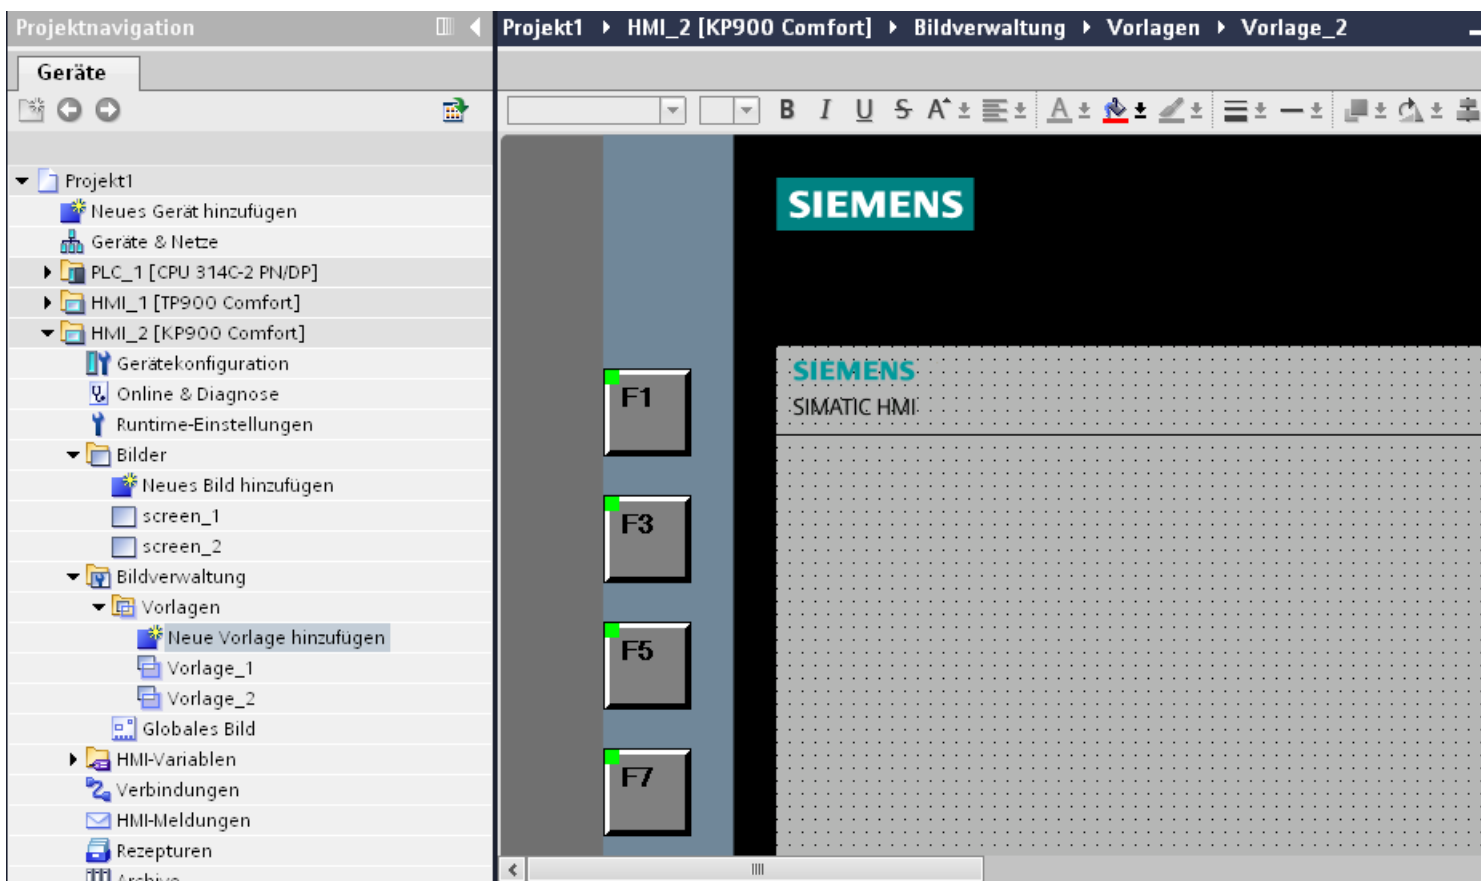 Projektnavigation
Geräte
Projekt1
Neues Gerät hinzufügen
Geräte & Netze
PLC_1 [CPU 314C-2 PN/DP]
HMI_1 [TP900 Comfort]
HMI_2 [KP900 Comfort]
Gerätekonfiguration
Online & Diagnose
Runtime-Einstellungen
Bilder
Neues Bild hinzufügen
screen_1
screen_2
Bildverwaltung
Vorlagen
Neue Vorlage hinzufügen
Vorlage_1
Vorlage_2
Globales Bild
HMI-Variablen
Verbindungen
HMI-Meldungen
Rezepturen
Archive
Projekt1 HMI_2 [KP900 Comfort] Bildverwaltung Vorlagen Vorlage_2
B I U S A A
SIEMENS
SIEMENS
SIMATIC HMI
F1
F3
F5
F7